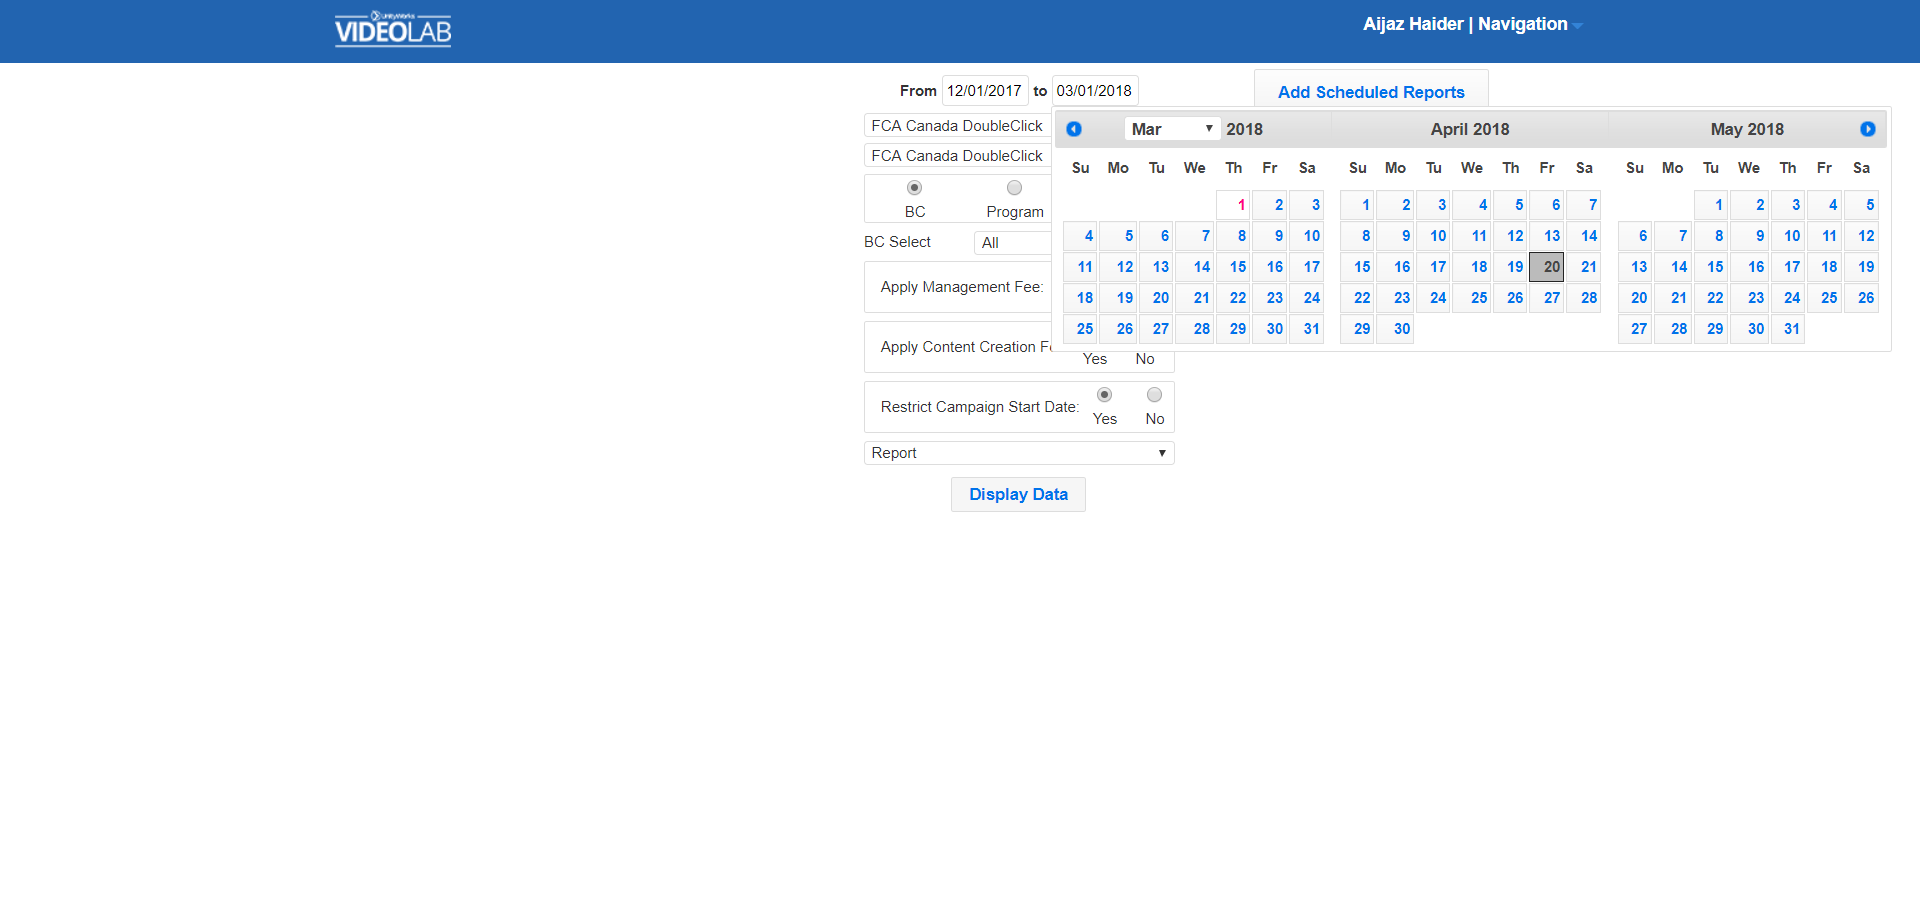 UnityWorks
VIDEOLAB
Aijaz Haider | Navigation
From 12/01/2017 to 03/01/2018
Add Scheduled Reports
FCA Canada DoubleClick
FCA Canada DoubleClick
BC Program
BC Select All
Apply Management Fee:
Apply Content Creation F
Yes No
Restrict Campaign Start Date:
Yes No
Report
Display Data
Mar 2018
Su Mo Tu We Th Fr Sa
1 2 3
4 5 6 7 8 9 10
11 12 13 14 15 16 17
18 19 20 21 22 23 24
25 26 27 28 29 30 31
April 2018
Su Mo Tu We Th Fr Sa
1 2 3 4 5 6 7
8 9 10 11 12 13 14
15 16 17 18 19 20 21
22 23 24 25 26 27 28
29 30
May 2018
Su Mo Tu We Th Fr Sa
1 2 3 4 5
6 7 8 9 10 11 12
13 14 15 16 17 18 19
20 21 22 23 24 25 26
27 28 29 30 31